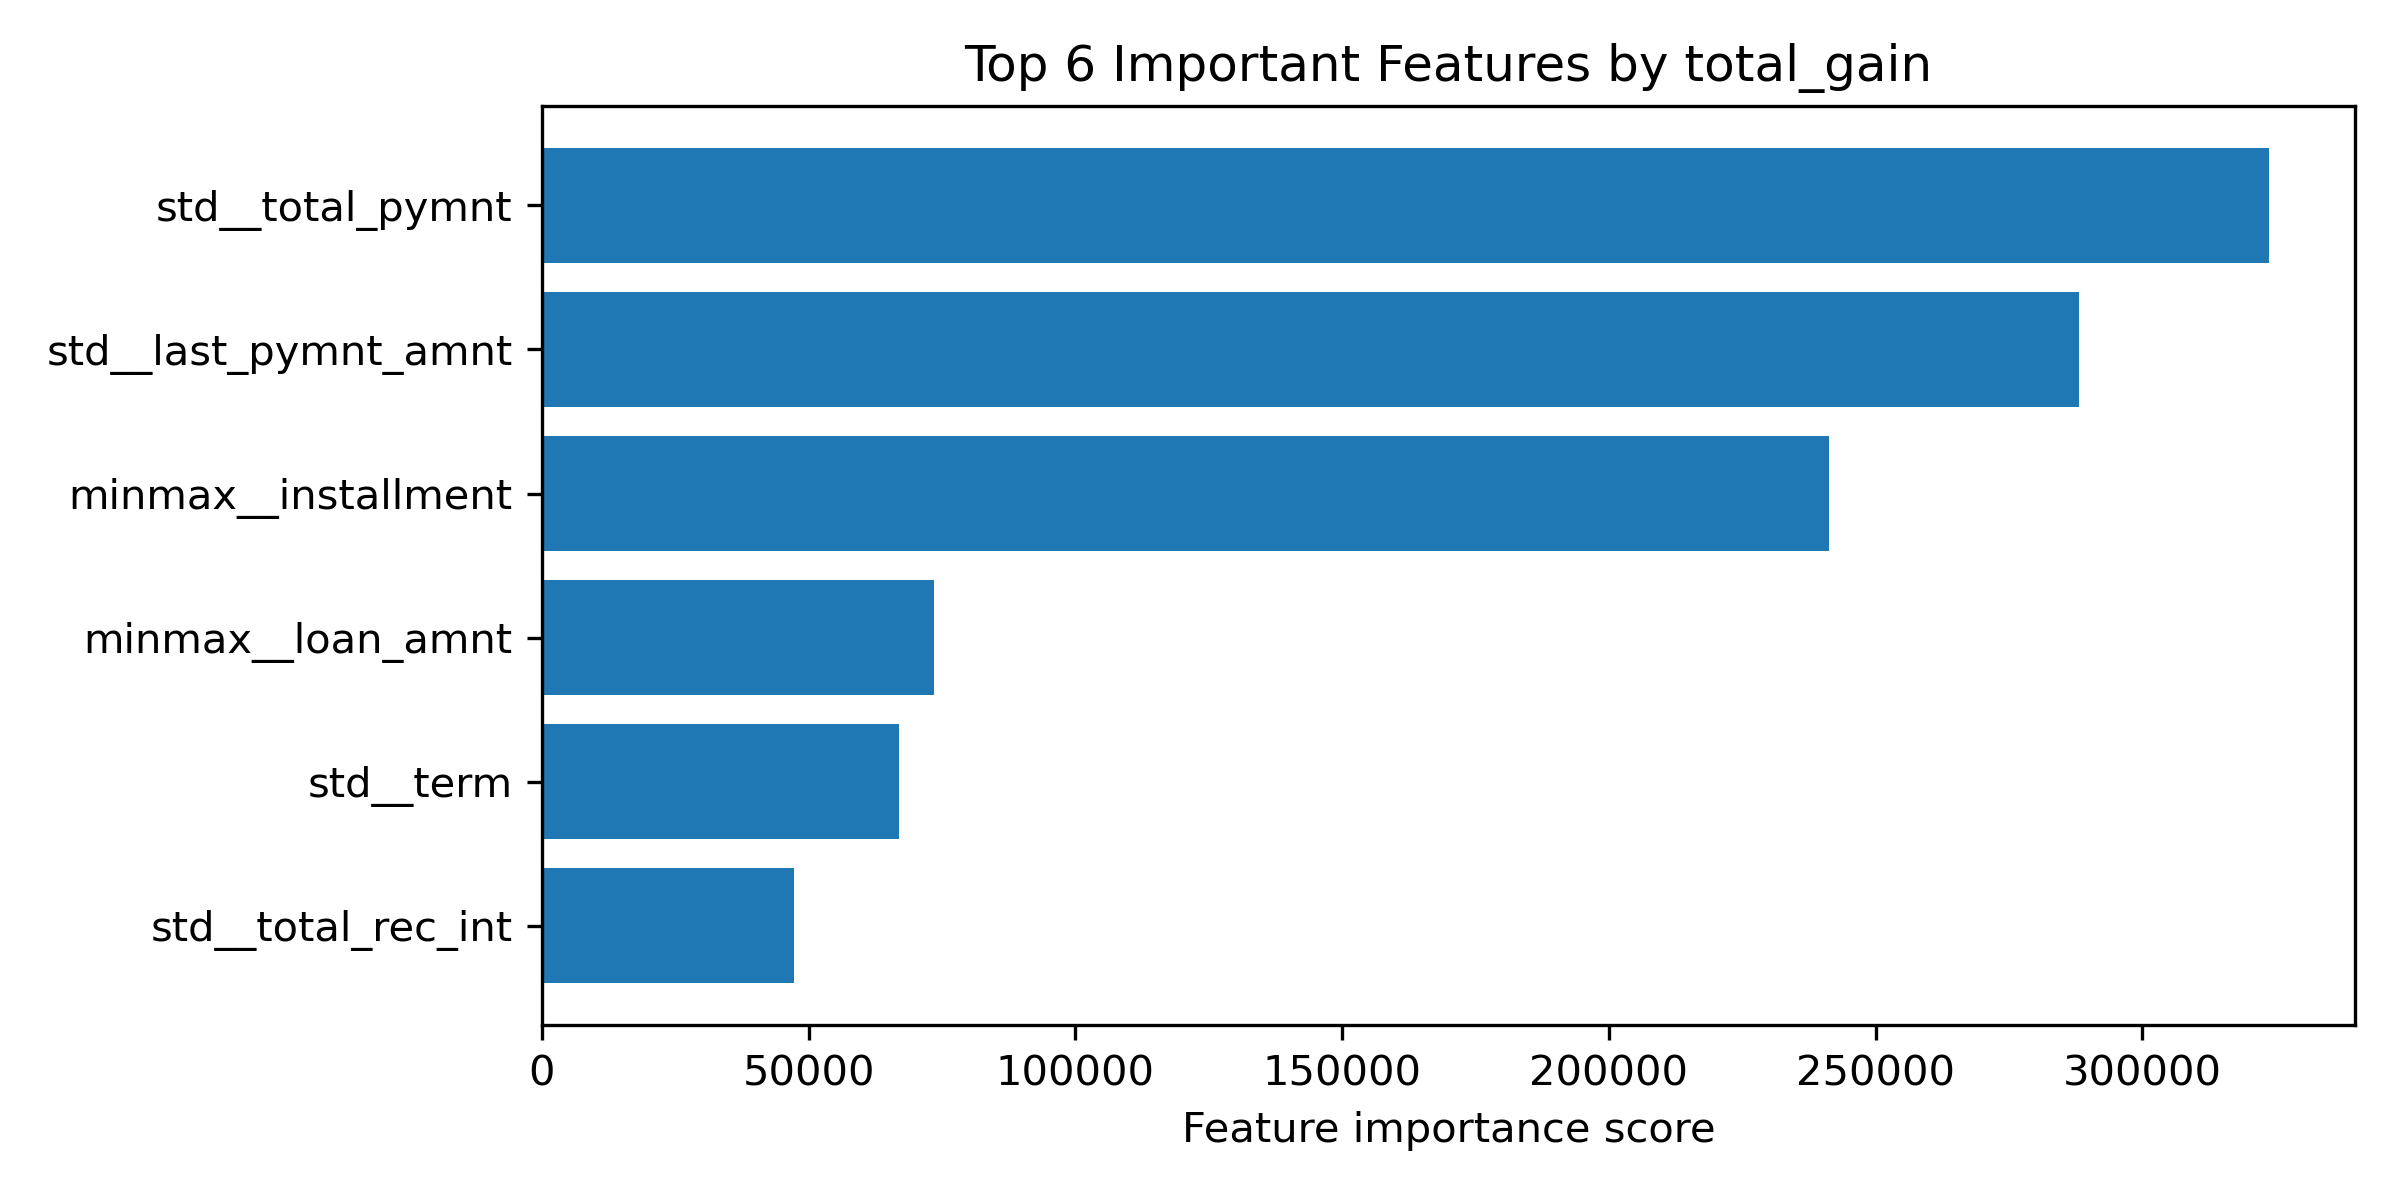 Top 6 Important Features by total_gain
std__total_pymnt
std__last_pymnt_amnt
minmax__installment
minmax__loan_amnt
std__term
std__total_rec_int
0 50000 100000 150000 200000 250000 300000
Feature importance score